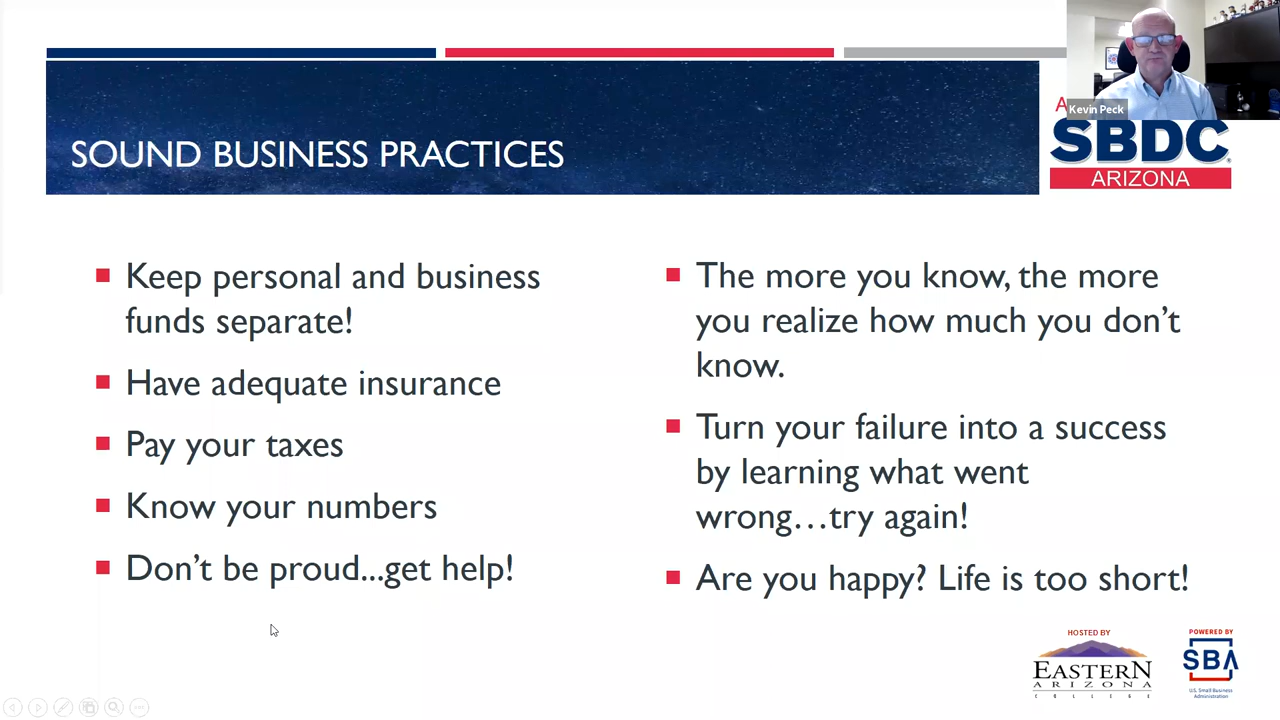 Kevin Peck
SOUND BUSINESS PRACTICES
A
SBDC
ARIZONA
Keep personal and business
funds separate!
Have adequate insurance
Pay your taxes
Know your numbers
Don't be proud...get help!
The more you know, the more
you realize how much you don't
know.
Turn your failure into a success
by learning what went
wrong…try again!
Are you happy? Life is too short!
HOSTED BY
EASTERN
ARIZONA
COLLEGE
POWERED BY
SBA
U.S. Small Business
Administration